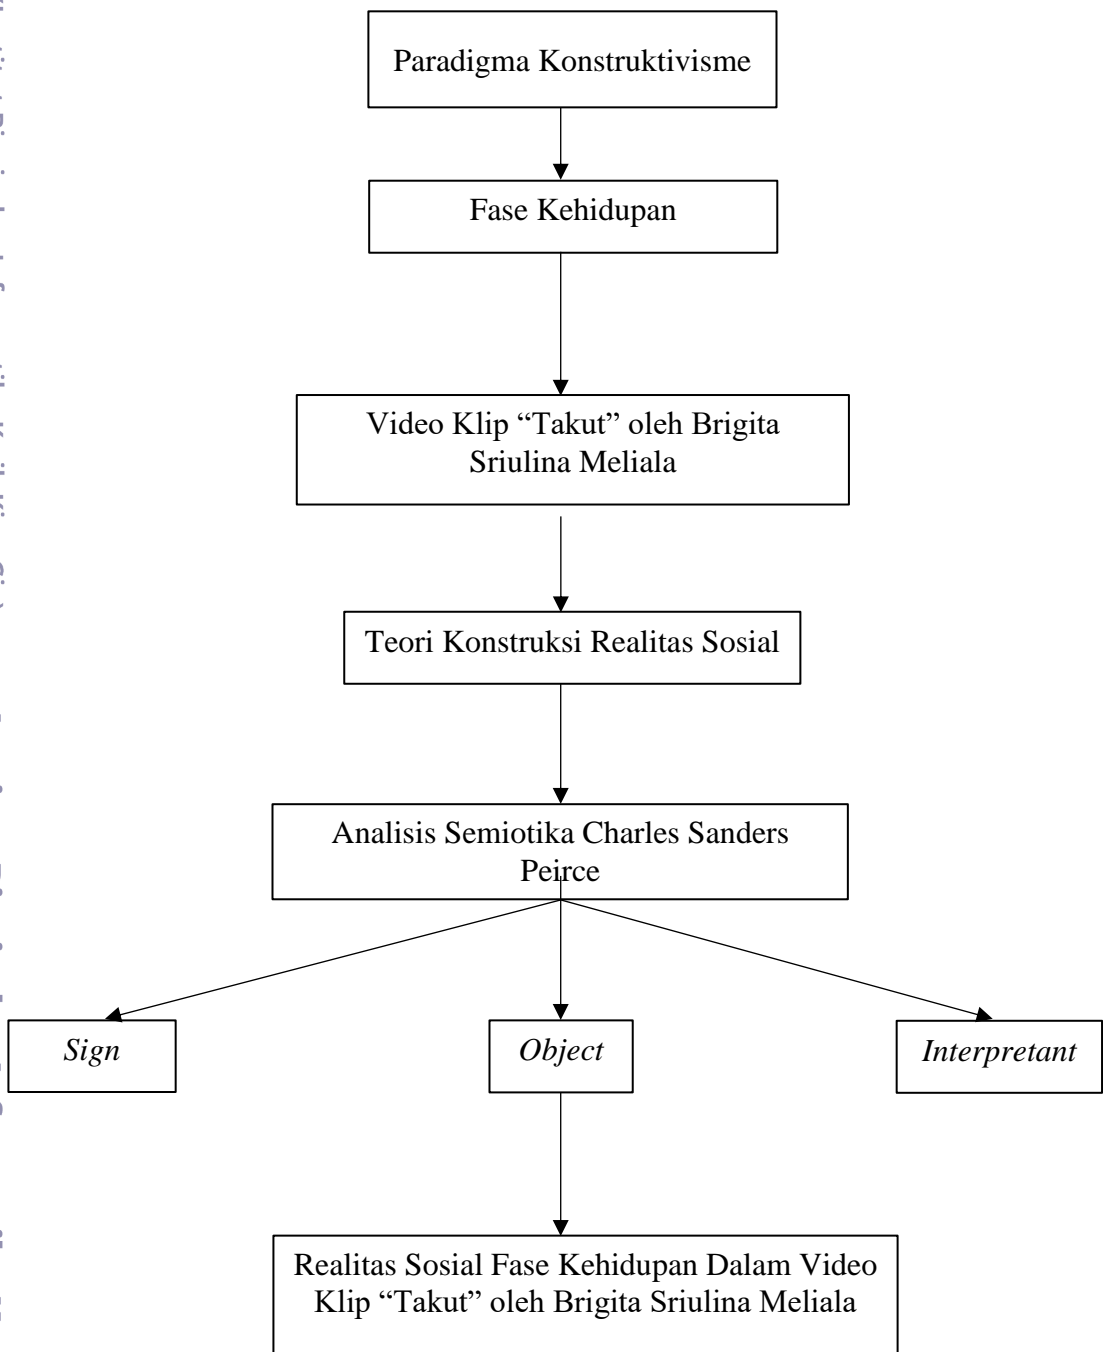 Paradigma Konstruktivisme
Fase Kehidupan
Video Klip “Takut” oleh Brigita
Sriulina Meliala
Teori Konstruksi Realitas Sosial
Analisis Semiotika Charles Sanders
Peirce
Sign
Object
Interpretant
Realitas Sosial Fase Kehidupan Dalam Video
Klip “Takut” oleh Brigita Sriulina Meliala